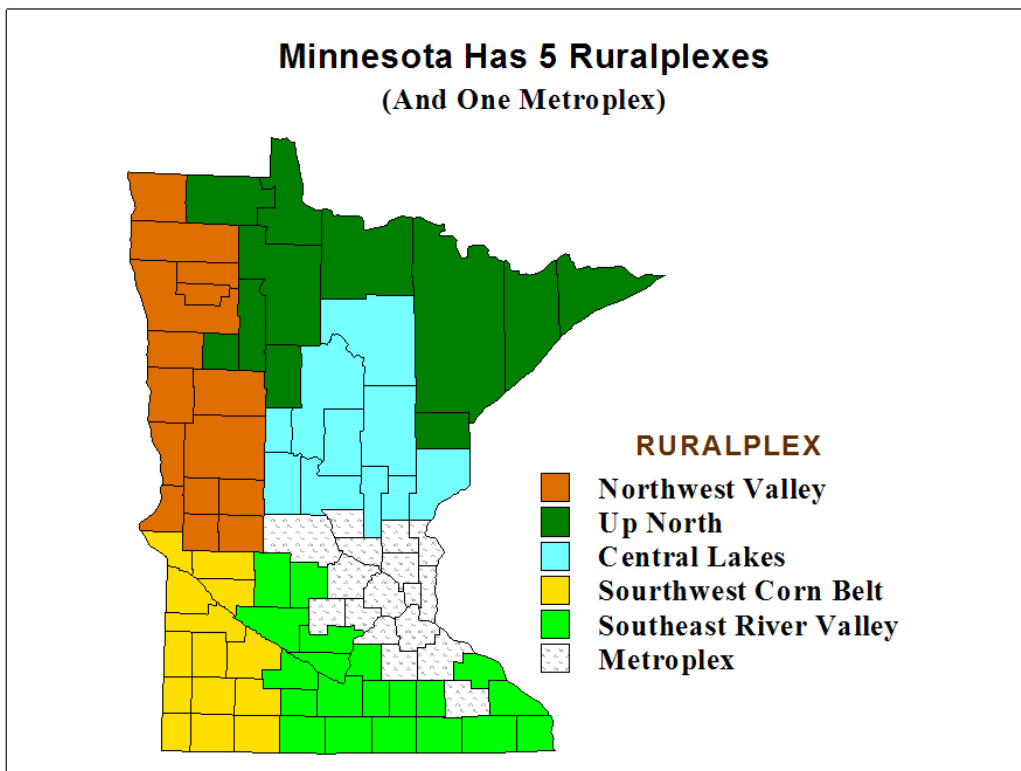 Minnesota Has 5 Ruralplexes
(And One Metroplex)
RURALPLEX
Northwest Valley
Up North
Central Lakes
Sourthwest Corn Belt
Southeast River Valley
Metroplex